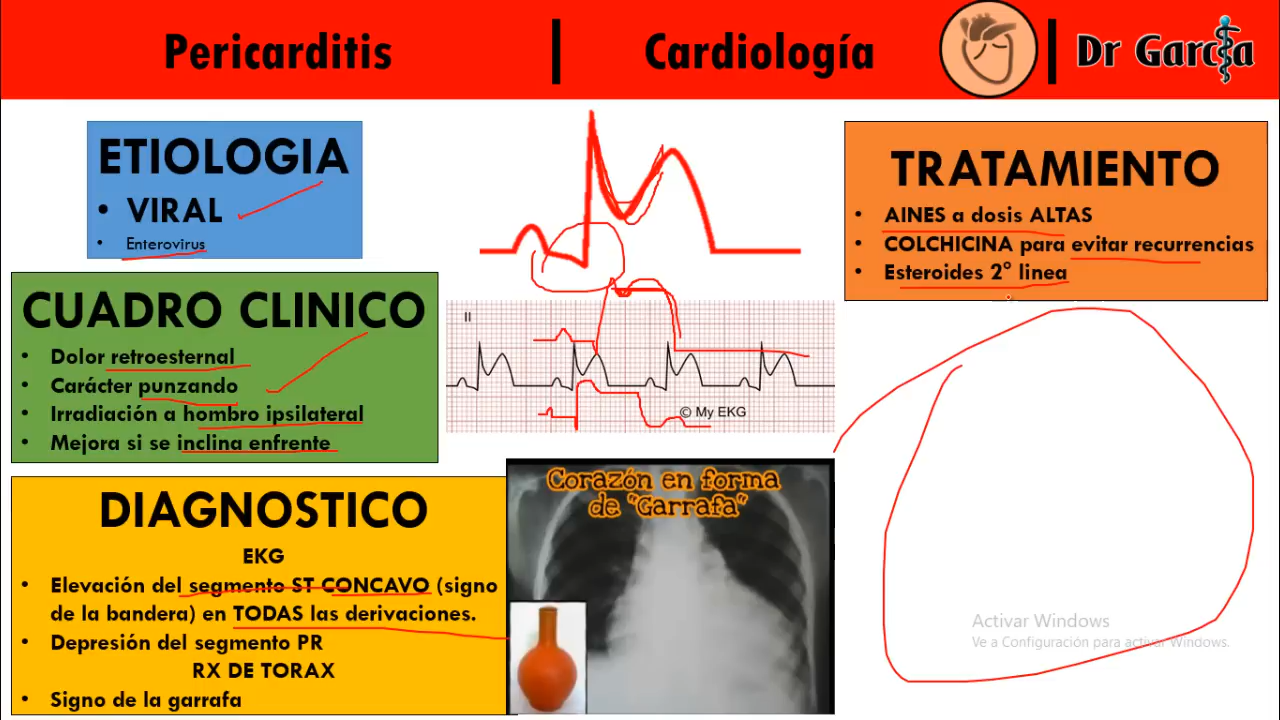 Pericarditis
Cardiología
Dr García
ETIOLOGIA
• VIRAL
• Enterovirus
CUADRO CLINICO
• Dolor retroesternal
• Carácter punzando
• Irradiación a hombro ipsilateral
• Mejora si se inclina enfrente
DIAGNOSTICO
EKG
• Elevación del segmento ST CONCAVO (signo
de la bandera) en TODAS las derivaciones.
• Depresión del segmento PR
RX DE TORAX
• Signo de la garrafa
II
© My EKG
Corazón en forma
de "Garrafa"
TRATAMIENTO
• AINES a dosis ALTAS
• COLCHICINA para evitar recurrencias
• Esteroides 2° linea
Activar Windows
Ve a Configuración para activar Windows.